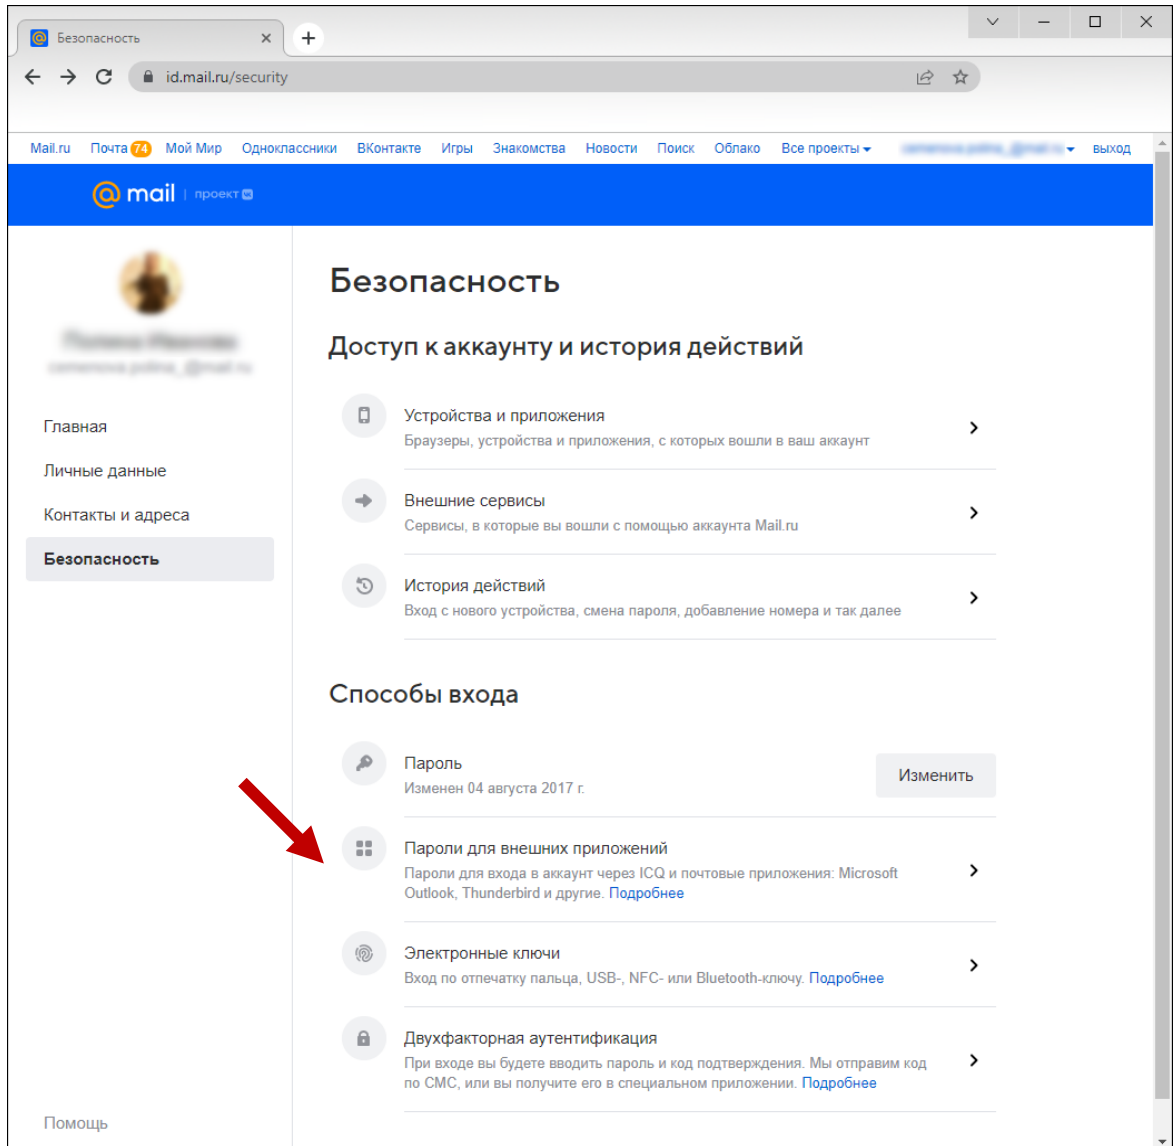 Безопасность
id.mail.ru/security
Mail.ru Почта 74 Мой Мир Одноклассники ВКонтакте Игры Знакомства Новости Поиск Облако Все проекты выход
@mail | проект
Безопасность
Доступ к аккаунту и история действий
Устройства и приложения
Браузеры, устройства и приложения, с которых вошли в ваш аккаунт
Главная
Личные данные
Контакты и адреса
Безопасность
Внешние сервисы
Сервисы, в которые вы вошли с помощью аккаунта Mail.ru
История действий
Вход с нового устройства, смена пароля, добавление номера и так далее
Способы входа
Пароль
Изменен 04 августа 2017 г.
Изменить
Пароли для внешних приложений
Пароли для входа в аккаунт через ICQ и почтовые приложения: Microsoft
Outlook, Thunderbird и другие. Подробнее
Электронные ключи
Вход по отпечатку пальца, USB-, NFC- или Bluetooth-ключу. Подробнее
Двухфакторная аутентификация
При входе вы будете вводить пароль и код подтверждения. Мы отправим код
по СМС, или вы получите его в специальном приложении. Подробнее
Помощь